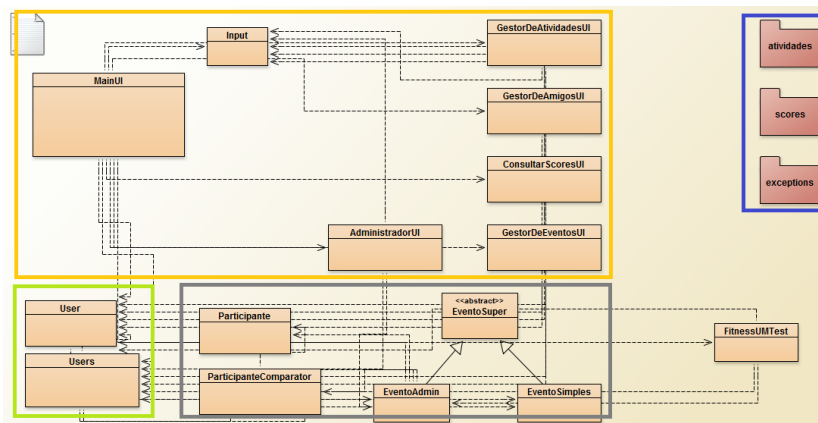 Input
GestorDeAtividadesUI
atividades
MainUI
GestorDeAmigosUI
scores
ConsultarScoresUI
exceptions
AdministradorUI
GestorDeEventosUI
<<abstract>>
EventoSuper
User
Participante
FitnessUMTest
Users
ParticipanteComparator
EventoAdmin
EventoSimples